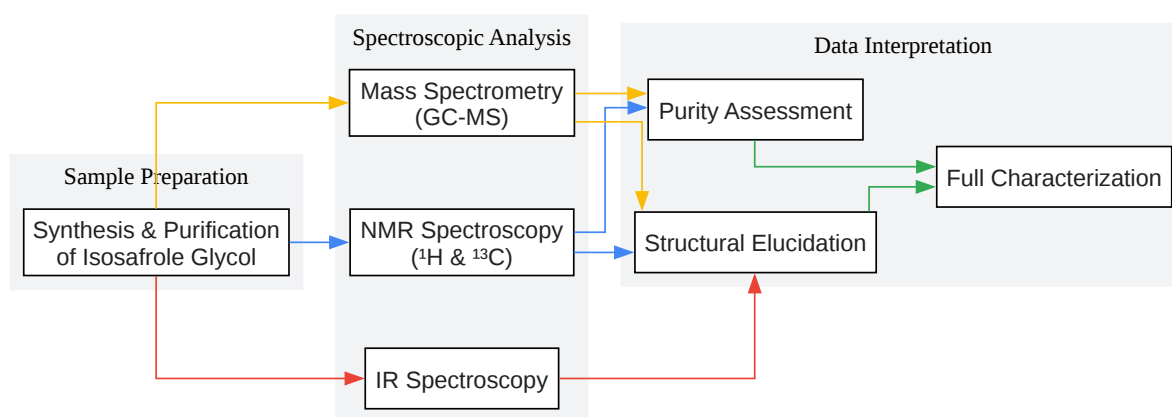 Sample Preparation
Synthesis & Purification
of Isosafrole Glycol
Spectroscopic Analysis
Mass Spectrometry
(GC-MS)
NMR Spectroscopy
(¹H & ¹³C)
IR Spectroscopy
Data Interpretation
Purity Assessment
Structural Elucidation
Full Characterization